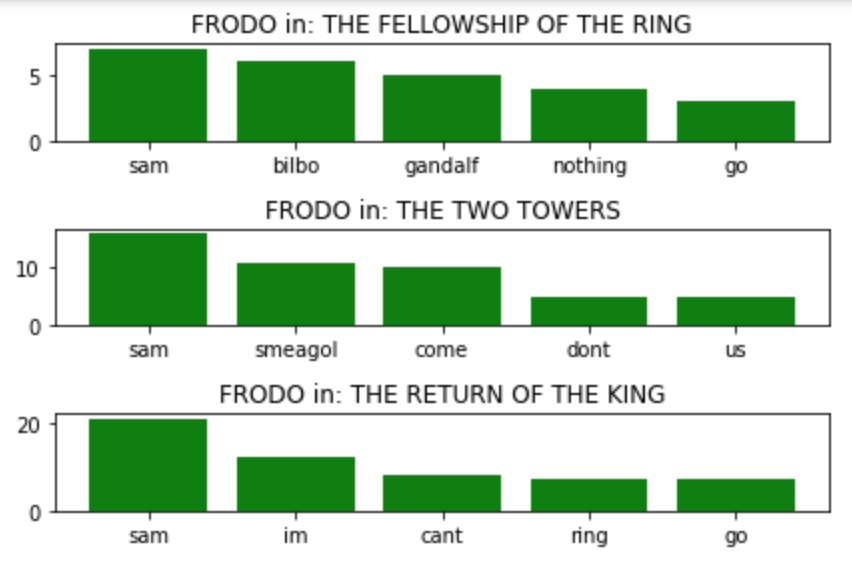 FRODO in: THE FELLOWSHIP OF THE RING
5
0
sam bilbo gandalf nothing go
FRODO in: THE TWO TOWERS
10
0
sam smeagol come dont us
FRODO in: THE RETURN OF THE KING
20
0
sam im cant ring go